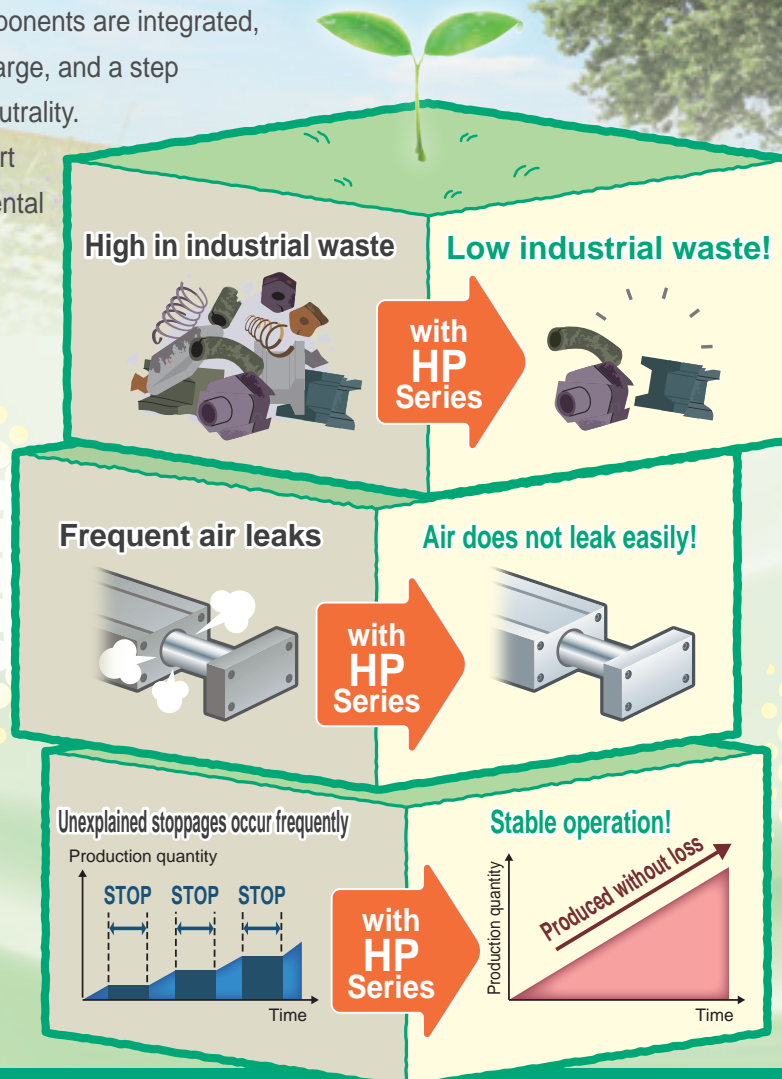 ponents are integrated,
arge, and a step
utrality.
rt
ental
High in industrial waste
Low industrial waste!
with
HP
Series
Frequent air leaks
Air does not leak easily!
with
HP
Series
Unexplained stoppages occur frequently
Stable operation!
Production quantity
STOP STOP STOP
Time
with
HP
Series
Production quantity
Produced without loss
Time